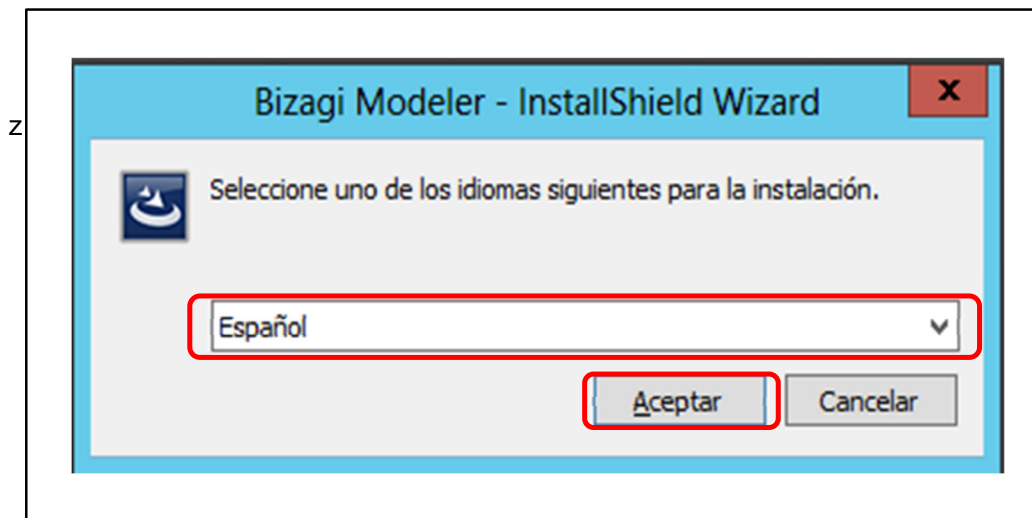 Bizagi Modeler - InstallShield Wizard x
z
Seleccione uno de los idiomas siguientes para la instalación.
Español
Aceptar Cancelar